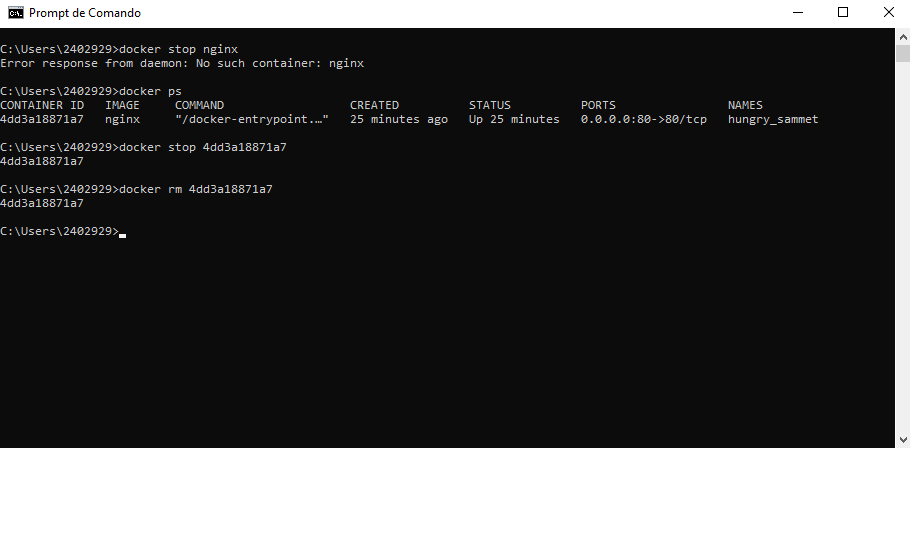 Prompt de Comando
C:\Users\2402929>docker stop nginx
Error response from daemon: No such container: nginx
C:\Users\2402929>docker ps
CONTAINER ID   IMAGE     COMMAND                  CREATED          STATUS          PORTS                NAMES
4dd3a18871a7   nginx     "/docker-entrypoint.…"   25 minutes ago   Up 25 minutes   0.0.0.0:80->80/tcp   hungry_sammet
C:\Users\2402929>docker stop 4dd3a18871a7
4dd3a18871a7
C:\Users\2402929>docker rm 4dd3a18871a7
4dd3a18871a7
C:\Users\2402929>